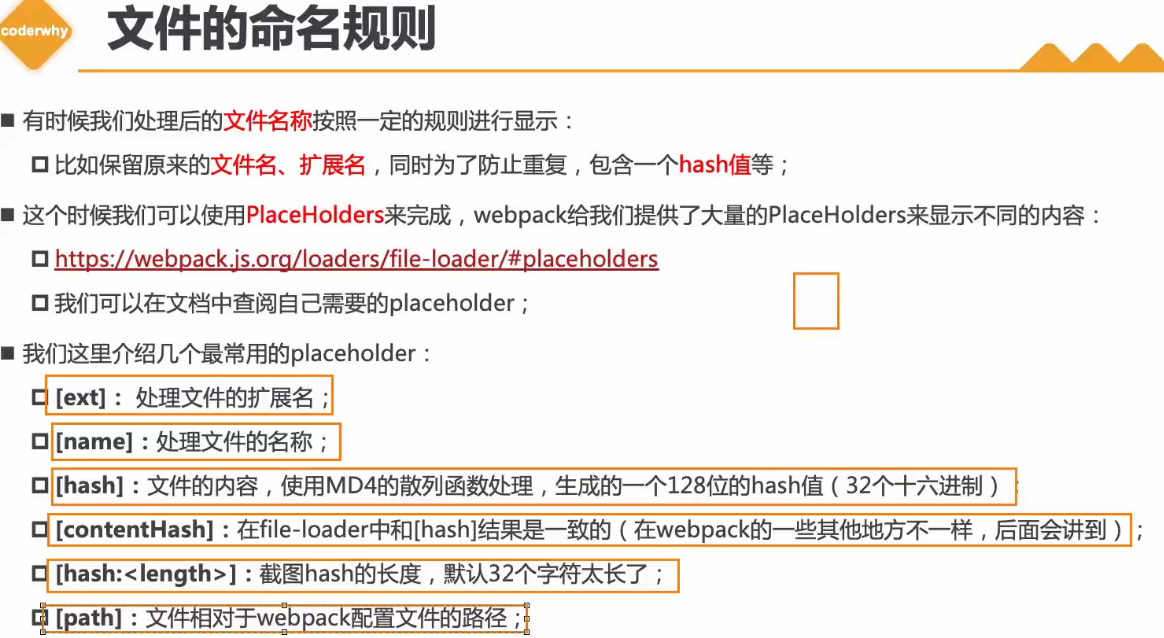 coderwhy
文件的命名规则
有时候我们处理后的文件名称按照一定的规则进行显示：
比如保留原来的文件名、扩展名，同时为了防止重复，包含一个hash值等；
这个时候我们可以使用PlaceHolders来完成，webpack给我们提供了大量的PlaceHolders来显示不同的内容：
https://webpack.js.org/loaders/file-loader/#placeholders
我们可以在文档中查阅自己需要的placeholder；
我们这里介绍几个最常用的placeholder：
[ext]： 处理文件的扩展名；
[name]：处理文件的名称；
[hash]：文件的内容，使用MD4的散列函数处理，生成的一个128位的hash值（32个十六进制）；
[contentHash]：在file-loader中和[hash]结果是一致的（在webpack的一些其他地方不一样，后面会讲到）；
[hash:<length>]：截图hash的长度，默认32个字符太长了；
[path]：文件相对于webpack配置文件的路径；